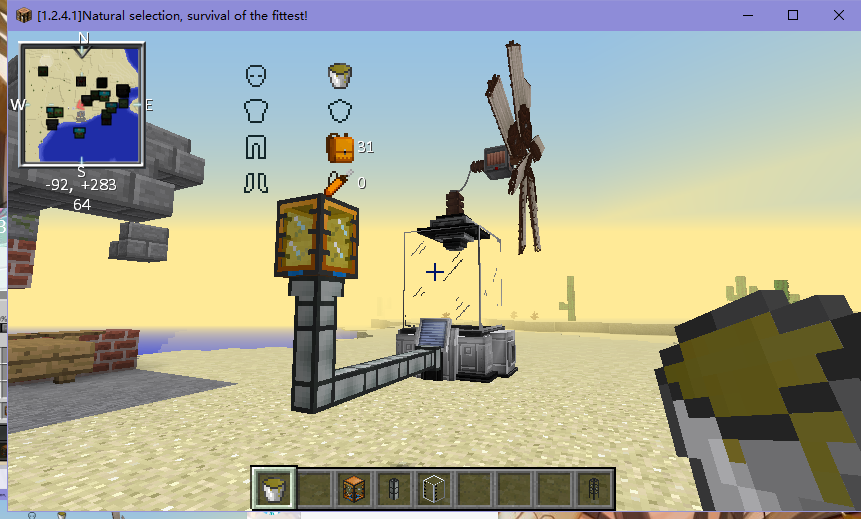 [1.2.4.1]Natural selection, survival of the fittest!
N
W
E
S
-92, +283
64
31
0